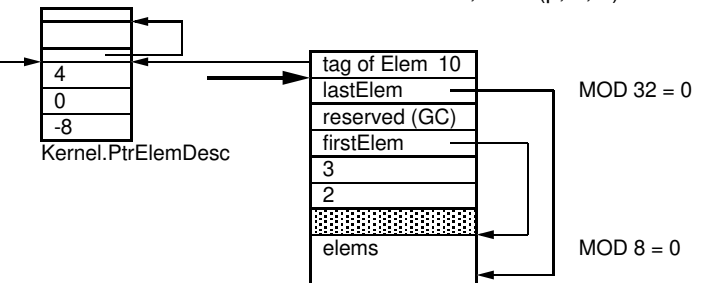 4
0
-8
Kernel.PtrElemDesc
tag of Elem 10
lastElem
reserved (GC)
firstElem
3
2
elems
MOD 32 = 0
MOD 8 = 0